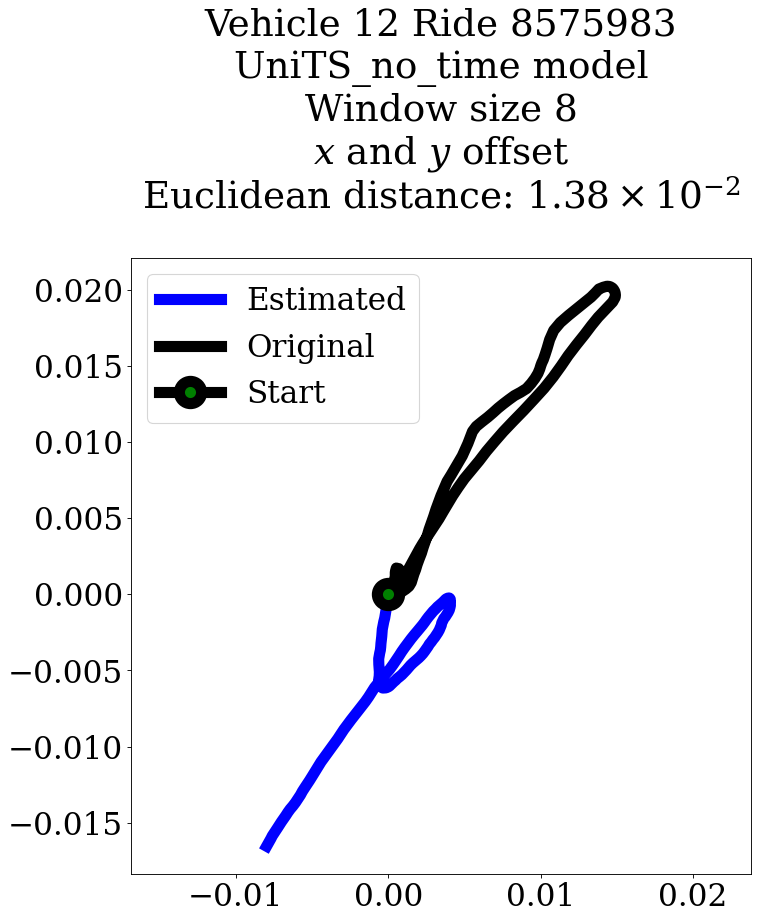 Vehicle 12 Ride 8575983
UniTS_no_time model
Window size 8
x and y offset
Euclidean distance: 1.38 × 10⁻²
Estimated
Original
Start
0.020
0.015
0.010
0.005
0.000
−0.005
−0.010
−0.015
−0.01 0.00 0.01 0.02